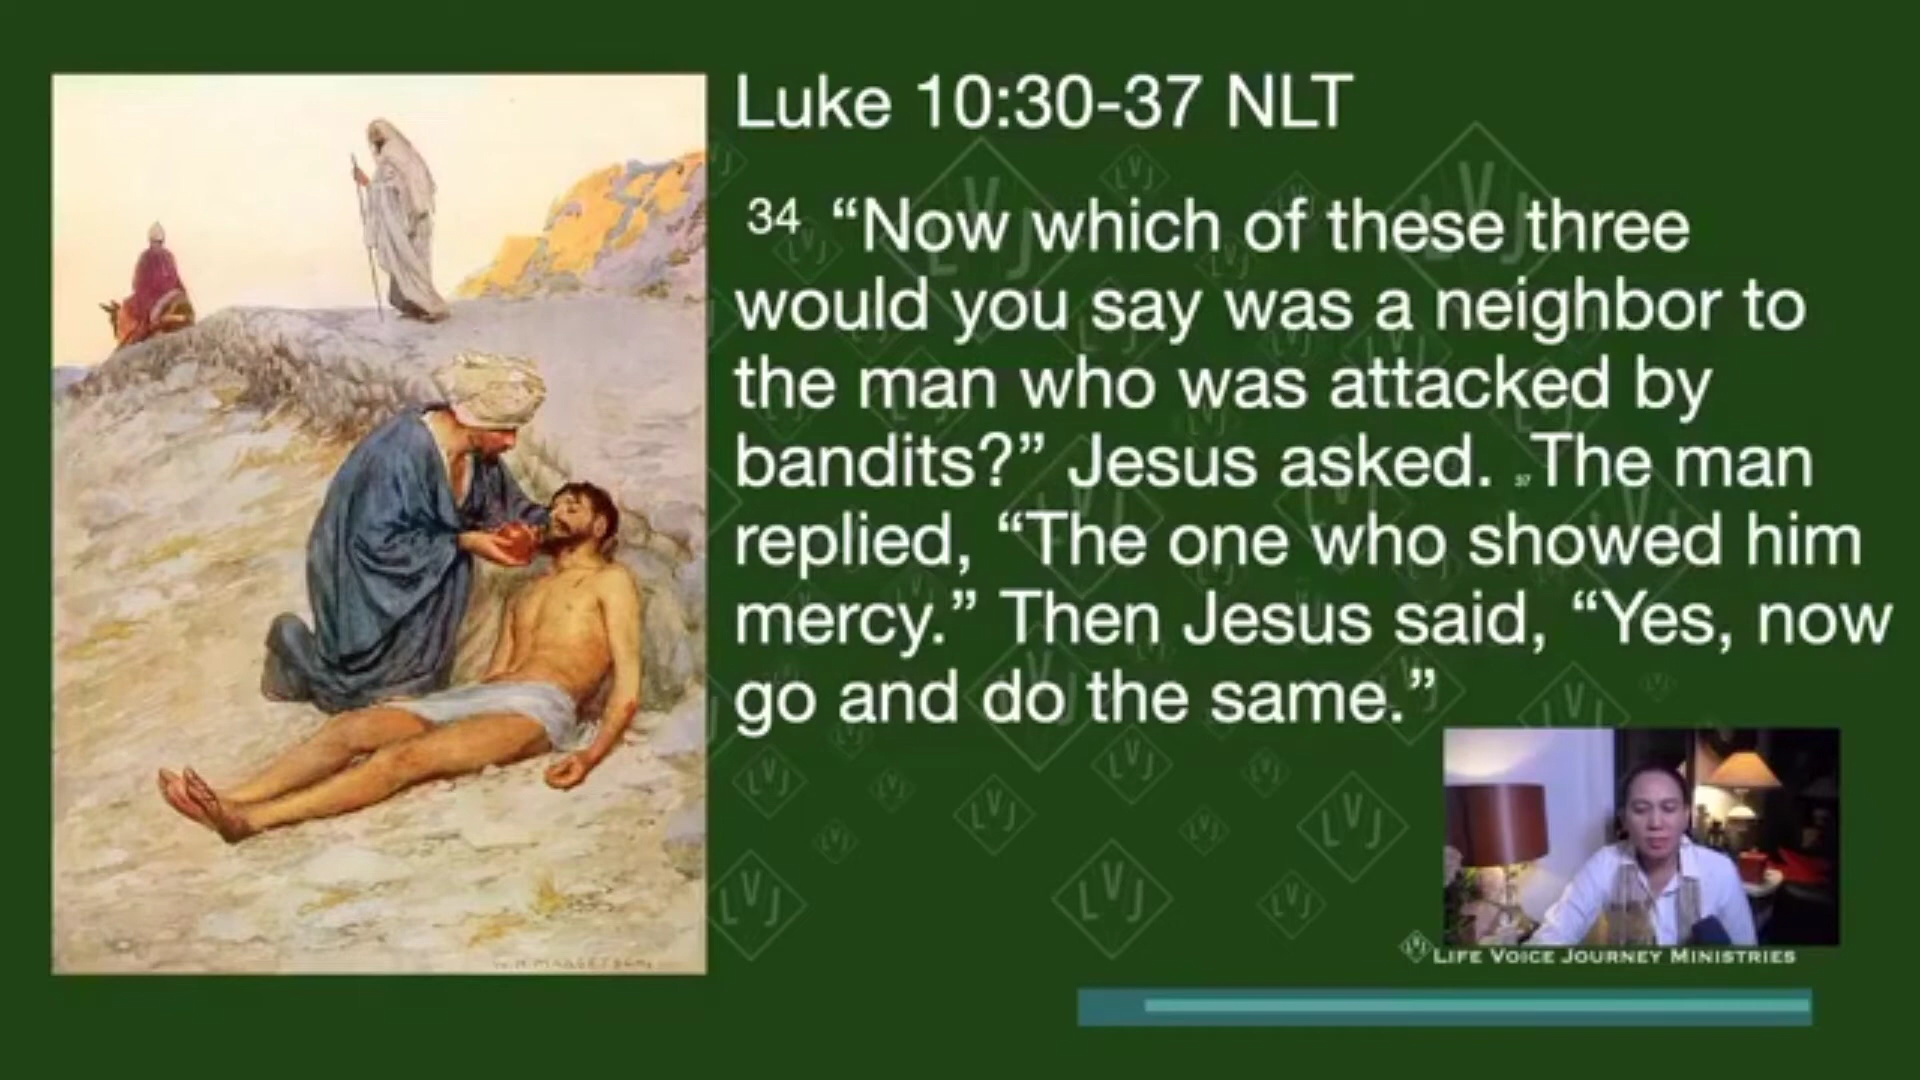 Luke 10:30-37 NLT
34 “Now which of these three
would you say was a neighbor to
the man who was attacked by
bandits?” Jesus asked. 37 The man
replied, “The one who showed him
mercy.” Then Jesus said, “Yes, now
go and do the same.”
LVJ LIFE VOICE JOURNEY MINISTRIES